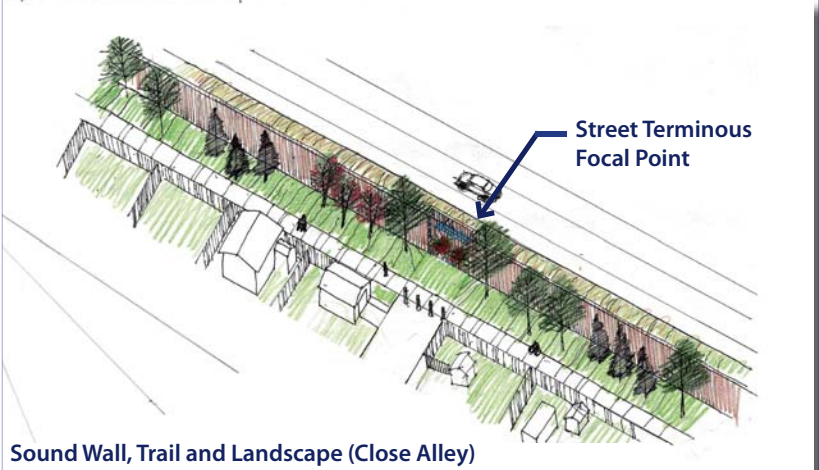 Street Terminous
Focal Point
Sound Wall, Trail and Landscape (Close Alley)